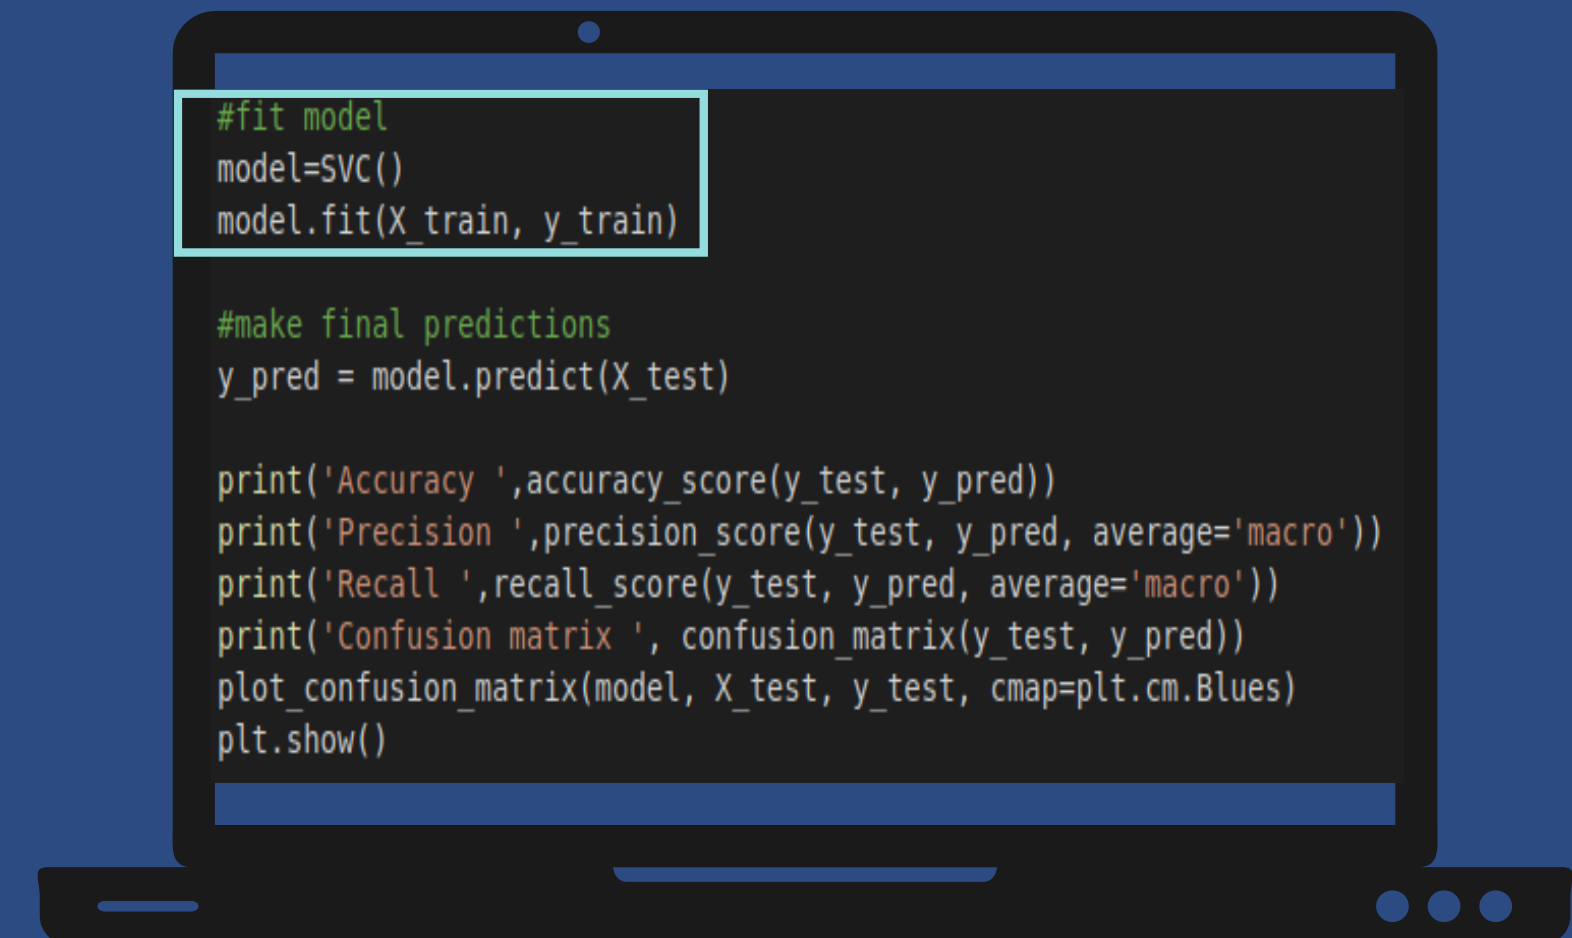 #fit model
model=SVC()
model.fit(X_train, y_train)
#make final predictions
y_pred = model.predict(X_test)
print('Accuracy ',accuracy_score(y_test, y_pred))
print('Precision ',precision_score(y_test, y_pred, average='macro'))
print('Recall ',recall_score(y_test, y_pred, average='macro'))
print('Confusion matrix ', confusion_matrix(y_test, y_pred))
plot_confusion_matrix(model, X_test, y_test, cmap=plt.cm.Blues)
plt.show()